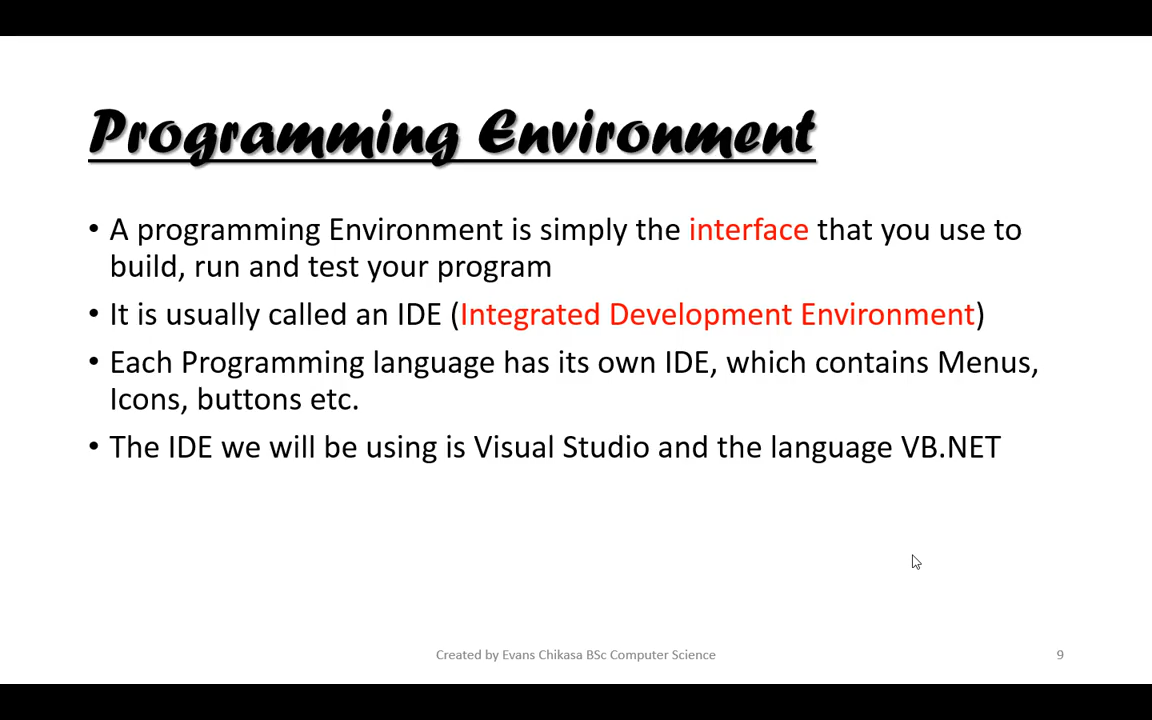 Programming Environment
• A programming Environment is simply the interface that you use to
build, run and test your program
• It is usually called an IDE (Integrated Development Environment)
• Each Programming language has its own IDE, which contains Menus,
Icons, buttons etc.
• The IDE we will be using is Visual Studio and the language VB.NET
Created by Evans Chikasa BSc Computer Science
9